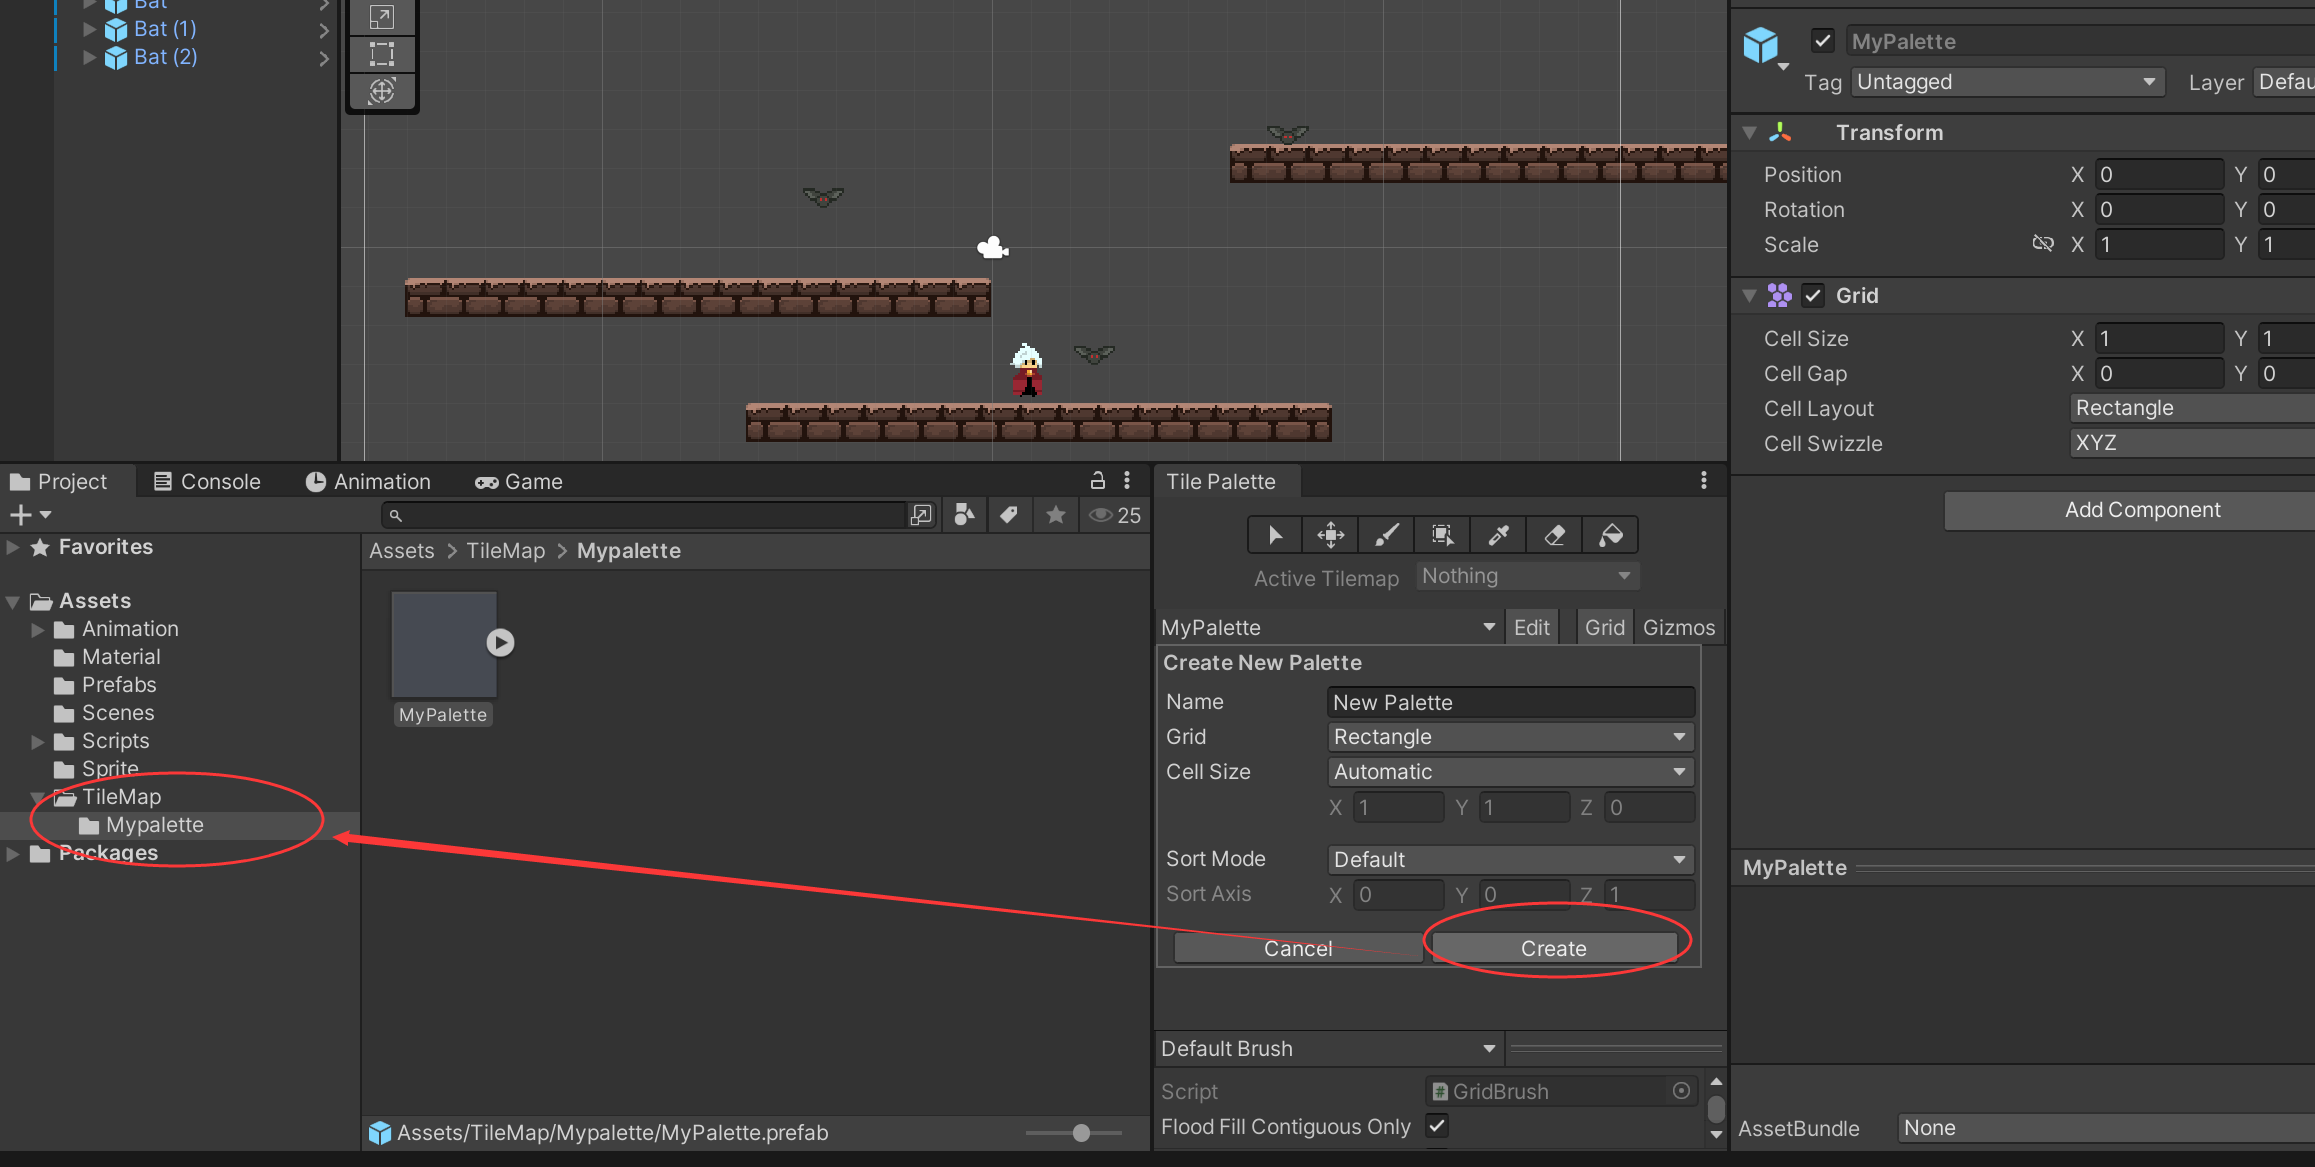 Bat
Bat (1)
Bat (2)
MyPalette
Tag Untagged Layer Defau
Transform
Position X 0 Y 0
Rotation X 0 Y 0
Scale X 1 Y 1
Grid
Cell Size X 1 Y 1
Cell Gap X 0 Y 0
Cell Layout Rectangle
Cell Swizzle XYZ
Add Component
MyPalette
AssetBundle None
Project Console Animation Game
25
Favorites
Assets
Animation
Material
Prefabs
Scenes
Scripts
Sprite
TileMap
Mypalette
Packages
Assets > TileMap > Mypalette
MyPalette
Assets/TileMap/Mypalette/MyPalette.prefab
Tile Palette
Active Tilemap Nothing
MyPalette Edit Grid Gizmos
Create New Palette
Name New Palette
Grid Rectangle
Cell Size Automatic
X 1 Y 1 Z 0
Sort Mode Default
Sort Axis X 0 Y 0 Z 1
Cancel Create
Default Brush
Script # GridBrush
Flood Fill Contiguous Only